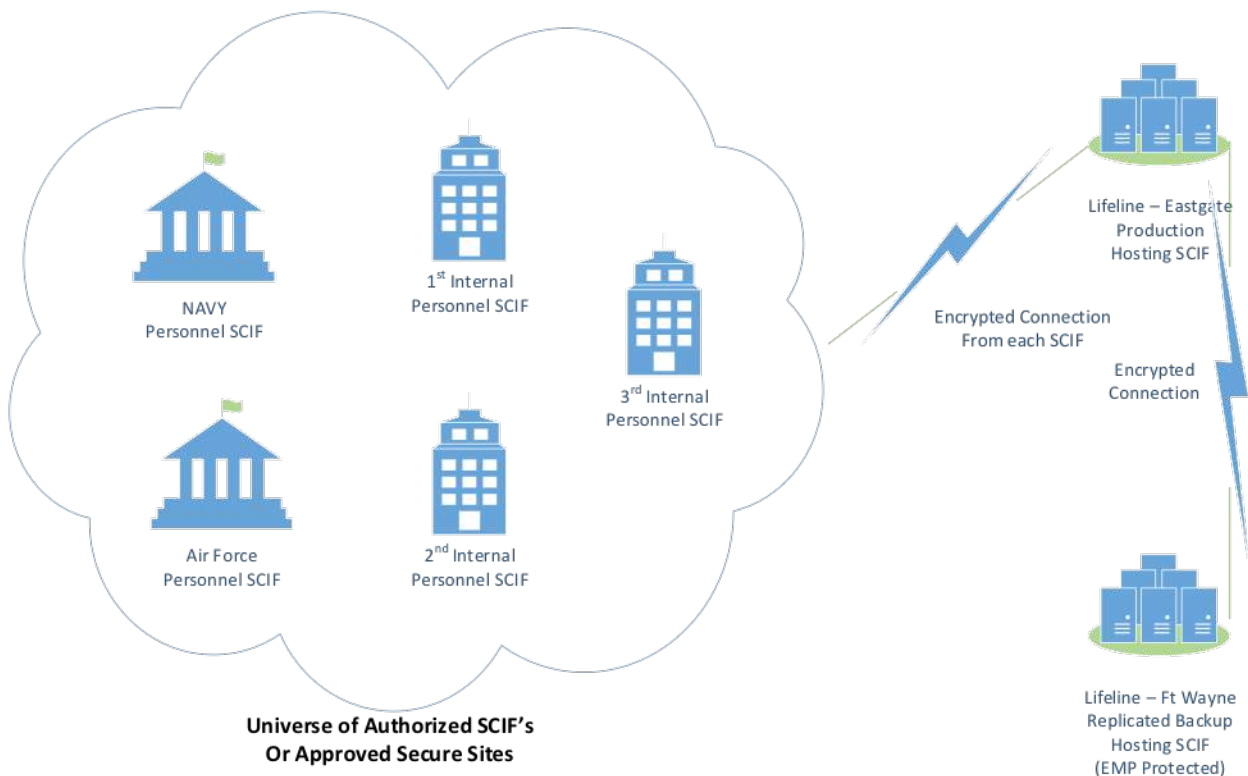 NAVY
Personnel SCIF
1st Internal
Personnel SCIF
3rd Internal
Personnel SCIF
Air Force
Personnel SCIF
2nd Internal
Personnel SCIF
Universe of Authorized SCIF's
Or Approved Secure Sites
Encrypted Connection
From each SCIF
Lifeline – Eastgate
Production
Hosting SCIF
Encrypted
Connection
Lifeline – Ft Wayne
Replicated Backup
Hosting SCIF
(EMP Protected)